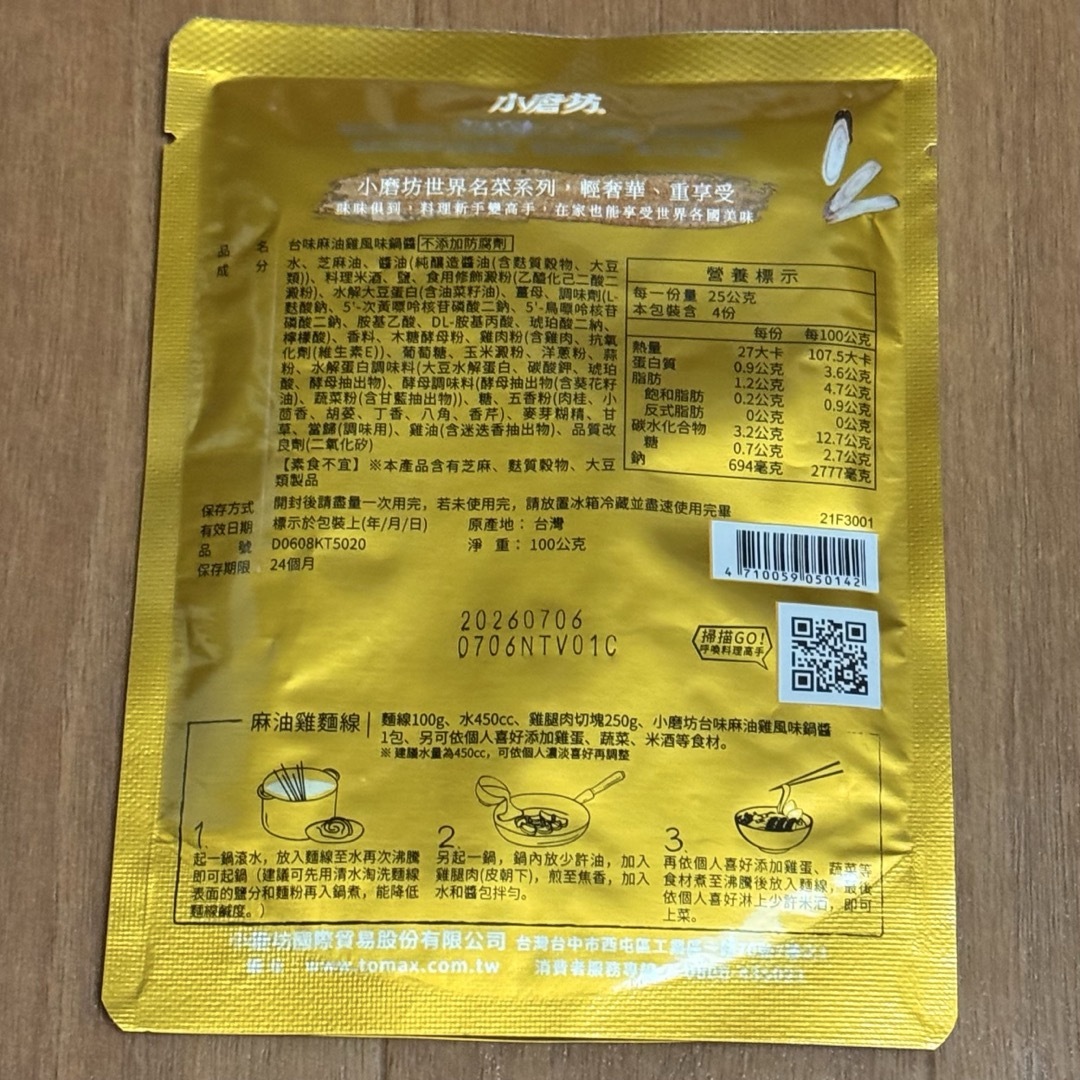 小磨坊
小磨坊世界名菜系列，輕奢華、重享受
味味俱到，料理新手變高手，在家也能享受世界各國美味
品名 台味麻油雞風味鍋醬 不添加防腐劑
成分 水、芝麻油、醬油(純釀造醬油(含麩質穀物、大豆
類))、料理米酒、鹽、食用修飾澱粉(乙醯化己二酸二
澱粉)、水解大豆蛋白(含油菜籽油)、薑母、調味劑(L-
麩酸鈉、5'-次黃嘌呤核苷磷酸二鈉、5'-鳥嘌呤核苷
磷酸二鈉、胺基乙酸、DL-胺基丙酸、琥珀酸二鈉、
檸檬酸)、香料、木糖酵母粉、雞肉粉(含雞肉、抗氧
化劑(維生素E))、葡萄糖、玉米澱粉、洋蔥粉、蒜
粉、水解蛋白調味料(大豆水解蛋白、碳酸鉀、琥珀
酸、酵母抽出物)、酵母調味料(酵母抽出物(含葵花籽
油)、蔬菜粉(含甘藍抽出物))、糖、五香粉(肉桂、小
茴香、胡荽、丁香、八角、香芹)、麥芽糊精、甘
草、當歸(調味用)、雞油(含迷迭香抽出物)、品質改
良劑(二氧化矽)
【素食不宜】※本產品含有芝麻、麩質穀物、大豆
類製品
營養標示
每一份量 25公克
本包裝含 4份
每份 每100公克
熱量 27大卡 107.5大卡
蛋白質 0.9公克 3.6公克
脂肪 1.2公克 4.7公克
飽和脂肪 0.2公克 0.9公克
反式脂肪 0公克 0公克
碳水化合物 3.2公克 12.7公克
糖 0.7公克 2.7公克
鈉 694毫克 2777毫克
保存方式 開封後請盡量一次用完，若未使用完，請放置冰箱冷藏並盡速使用完畢
有效日期 標示於包裝上(年/月/日) 原產地：台灣
品號 D0608KT5020 淨重：100公克
保存期限 24個月
21F3001
4 710059 050142
20260706
0706NTV01C
掃描GO!
呼喚料理高手
麻油雞麵線 麵線100g、水450cc、雞腿肉切塊250g、小磨坊台味麻油雞風味鍋醬
1包、另可依個人喜好添加雞蛋、蔬菜、米酒等食材。
※ 建議水量為450cc，可依個人濃淡喜好再調整
1.
起一鍋滾水，放入麵線至水再次沸騰
即可起鍋（建議可先用清水淘洗麵線
表面的鹽分和麵粉再入鍋煮，能降低
麵線鹹度。）
2.
另起一鍋，鍋內放少許油，加入
雞腿肉(皮朝下)，煎至焦香，加入
水和醬包拌勻。
3.
再依個人喜好添加雞蛋、蔬菜等
食材煮至沸騰後放入麵線，最後
依個人喜好淋上少許米酒，即可
上菜。
小磨坊國際貿易股份有限公司 台灣台中市西屯區工業區
www.tomax.com.tw 消費者服務專線